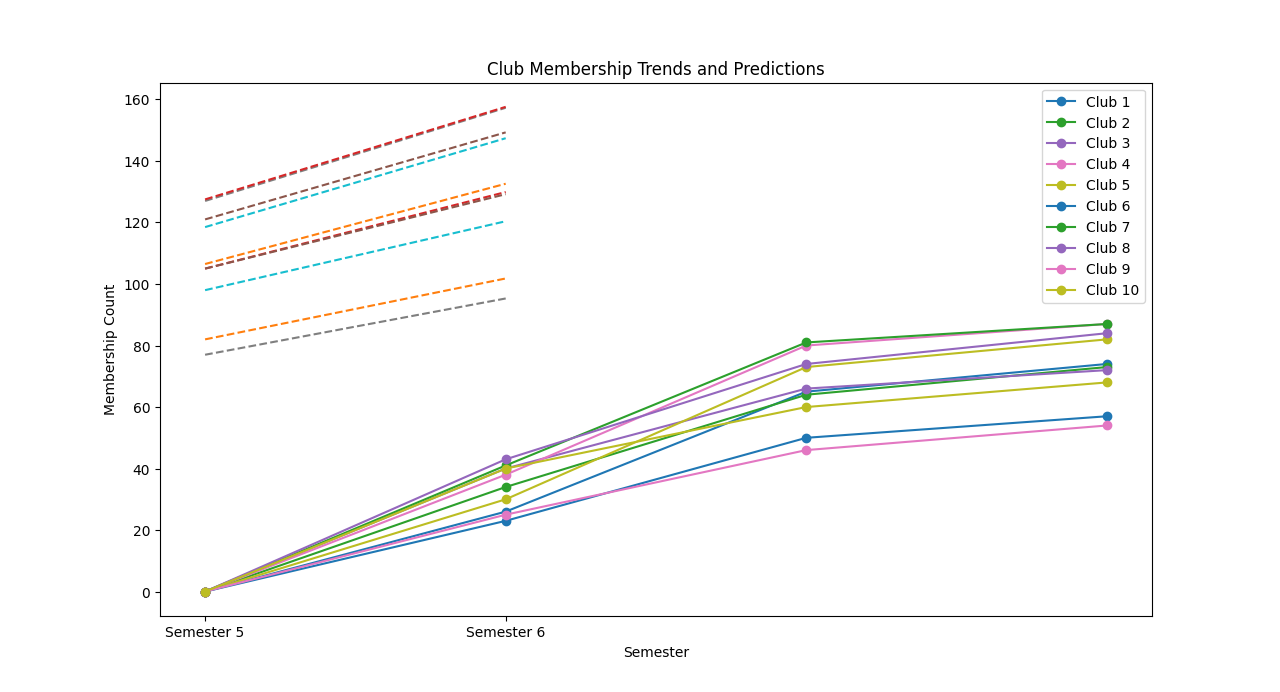 Club Membership Trends and Predictions
160
140
120
100
80
60
40
20
0
Membership Count
Club 1
Club 2
Club 3
Club 4
Club 5
Club 6
Club 7
Club 8
Club 9
Club 10
Semester 5
Semester 6
Semester